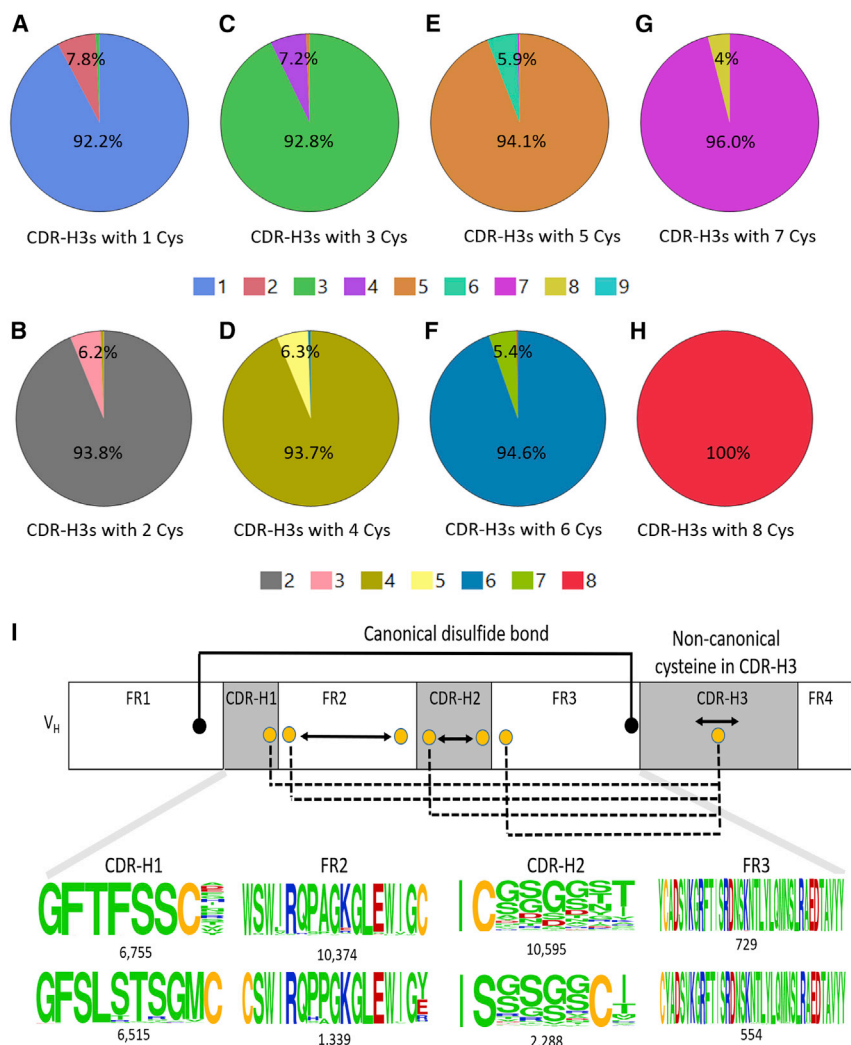 A C E G
7.8% 7.2% 5.9% 4%
92.2% 92.8% 94.1% 96.0%
CDR-H3s with 1 Cys CDR-H3s with 3 Cys CDR-H3s with 5 Cys CDR-H3s with 7 Cys
1 2 3 4 5 6 7 8 9
B D F H
6.2% 6.3% 5.4%
93.8% 93.7% 94.6% 100%
CDR-H3s with 2 Cys CDR-H3s with 4 Cys CDR-H3s with 6 Cys CDR-H3s with 8 Cys
2 3 4 5 6 7 8
I
Canonical disulfide bond
Non-canonical
cysteine in CDR-H3
FR1 CDR-H1 FR2 CDR-H2 FR3 CDR-H3 FR4
VH
CDR-H1 FR2 CDR-H2 FR3
GFTFSSC WSWIRQPAGKGLEWIGC IC
6,755 10,374 10,595 729
GFSLSTSGMC CSWIRQPPGKGLEWIG IS
6,515 1,339 2,288 554